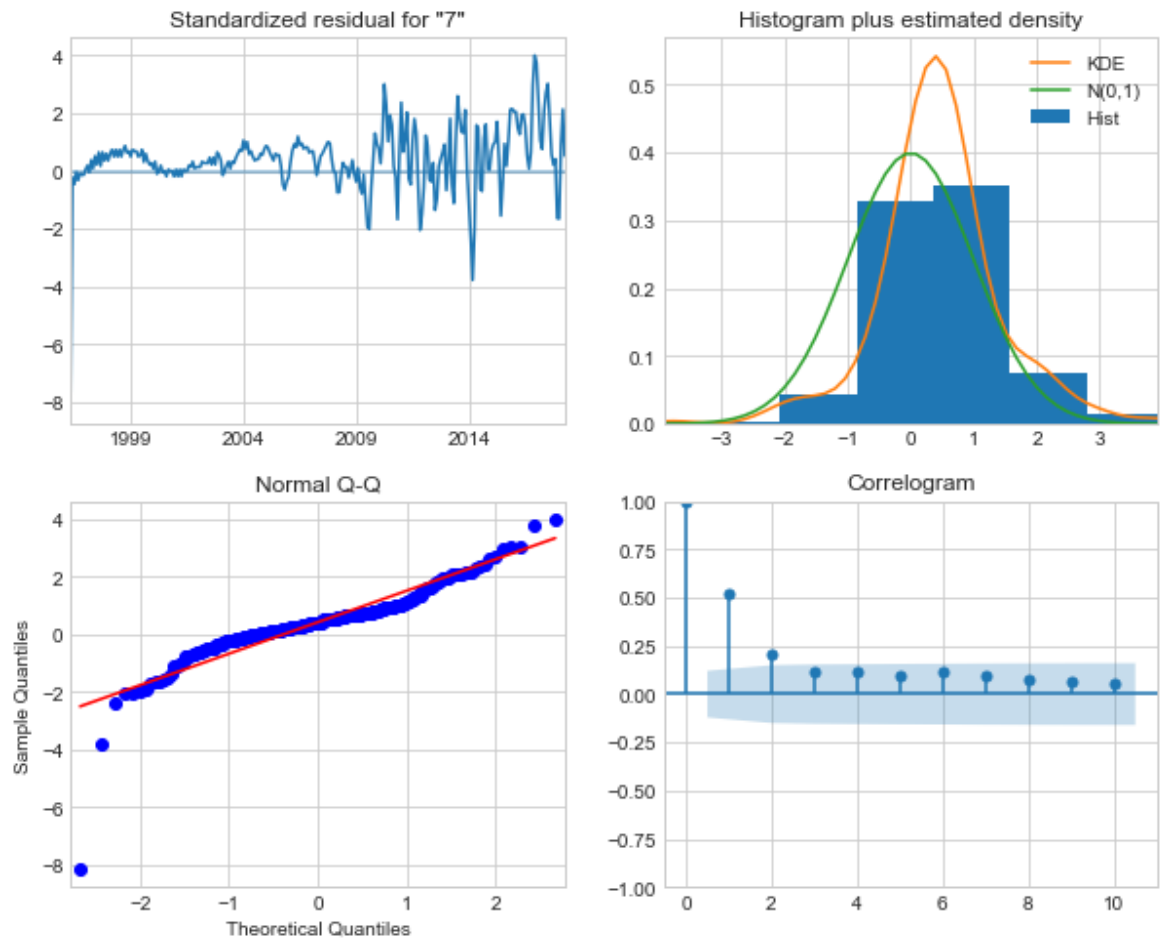 Standardized residual for "7"
4
2
0
−2
−4
−6
−8
1999 2004 2009 2014
Histogram plus estimated density
KDE
N(0,1)
Hist
0.5
0.4
0.3
0.2
0.1
0.0
−3 −2 −1 0 1 2 3
Normal Q-Q
Sample Quantiles
4
2
0
−2
−4
−6
−8
−2 −1 0 1 2
Theoretical Quantiles
Correlogram
1.00
0.75
0.50
0.25
0.00
−0.25
−0.50
−0.75
−1.00
0 2 4 6 8 10